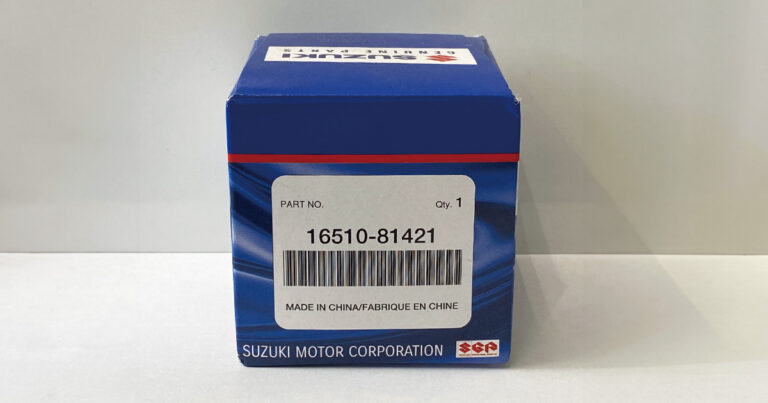 SUZUKI
GENUINE PARTS
PART NO. Qty. 1
16510-81421
MADE IN CHINA/FABRIQUE EN CHINE
SUZUKI MOTOR CORPORATION SGP